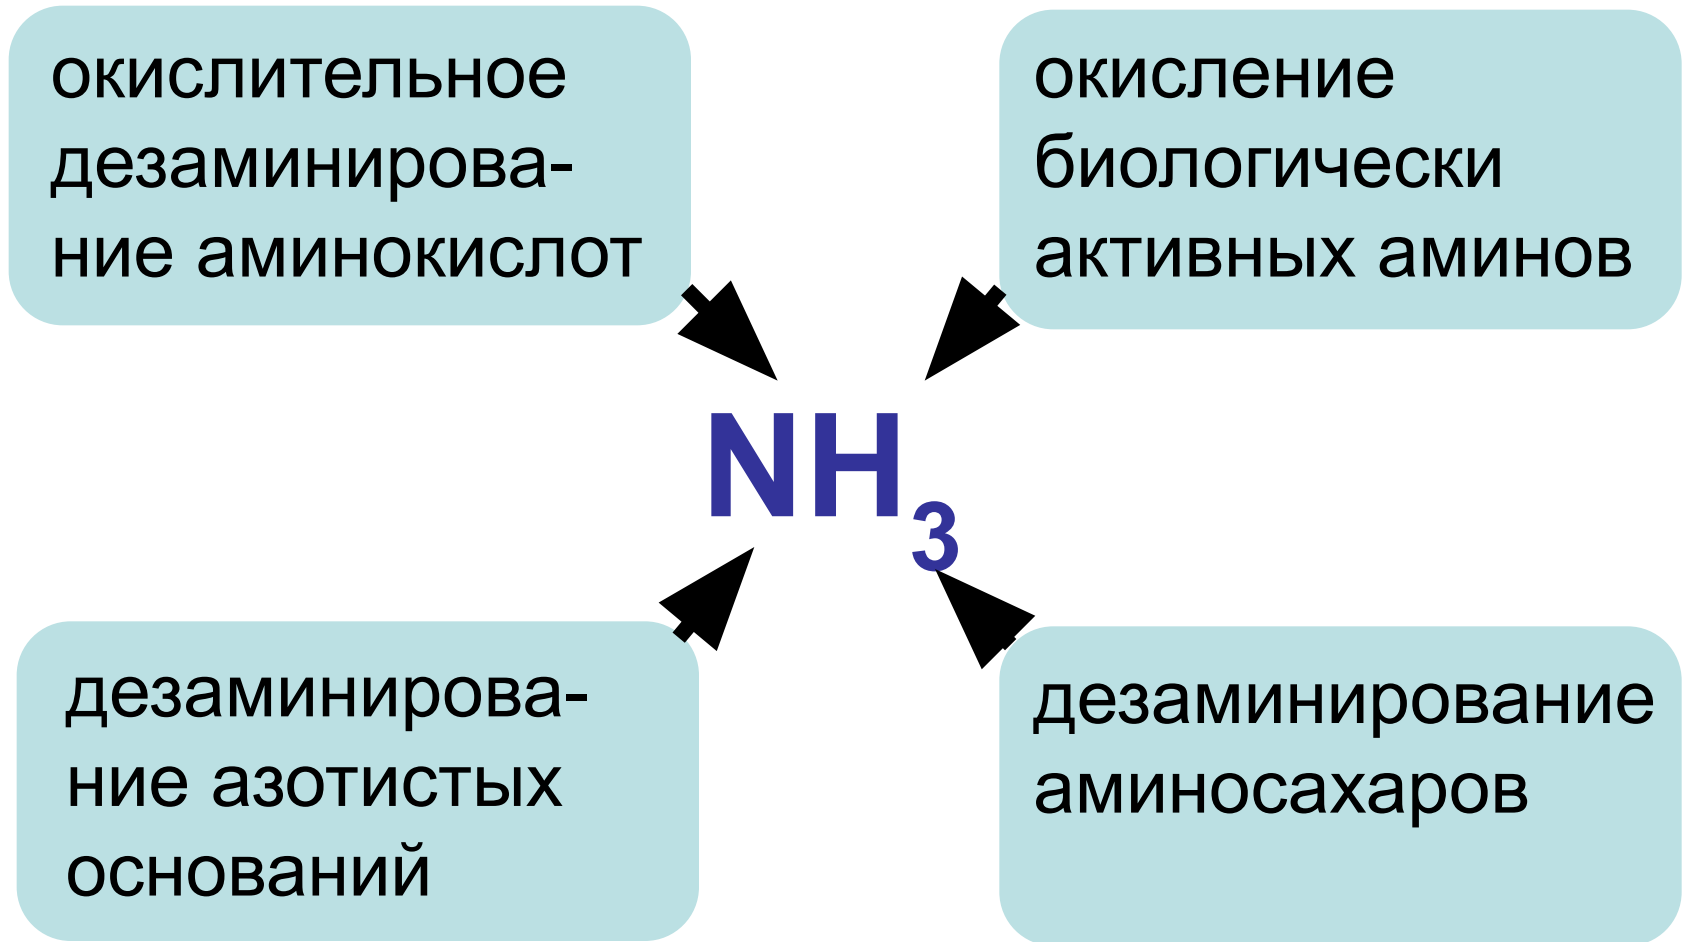 окислительное
дезаминирова-
ние аминокислот
окисление
биологически
активных аминов
NH₃
дезаминирова-
ние азотистых
оснований
дезаминирование
аминосахаров